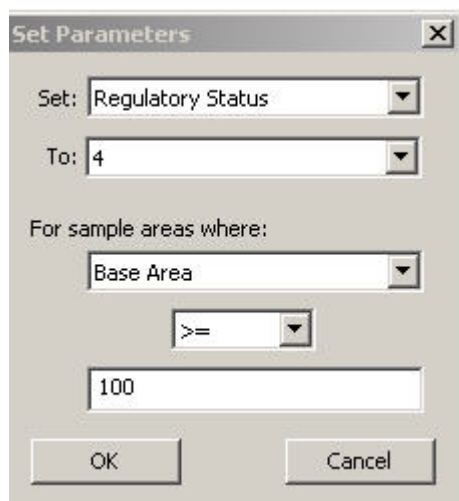 Set Parameters
Set: Regulatory Status
To: 4
For sample areas where:
Base Area
>=
100
OK Cancel